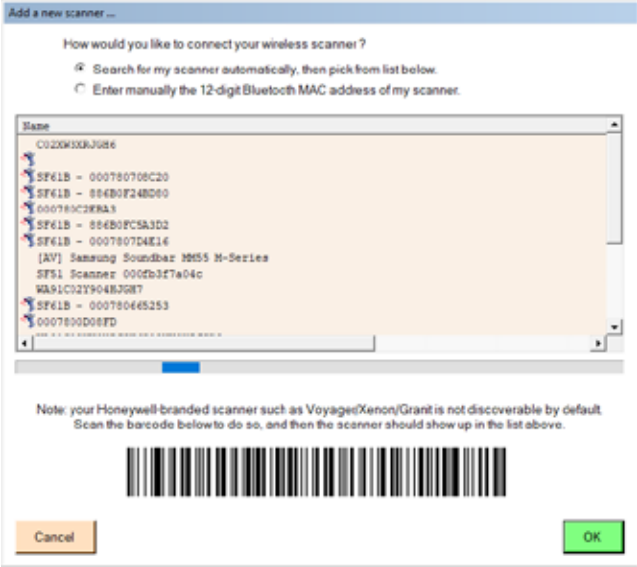 Add a new scanner ...
How would you like to connect your wireless scanner ?
Search for my scanner automatically, then pick from list below.
Enter manually the 12-digit Bluetooth MAC address of my scanner.
Name
C02XW3XRJGH6
SF61B - 000780708C20
SF61B - 886B0F24BD80
000780C2EBA3
SF61B - 886B0FC5A3D2
SF61B - 0007807D4E16
[AV] Samsung Soundbar MM55 M-Series
SF51 Scanner 000fb3f7a04c
WA91C02Y904HJGH7
SF61B - 000780665253
0007800D08FD
Note: your Honeywell-branded scanner such as Voyager/Xenon/Granit is not discoverable by default.
Scan the barcode below to do so, and then the scanner should show up in the list above.
Cancel
OK